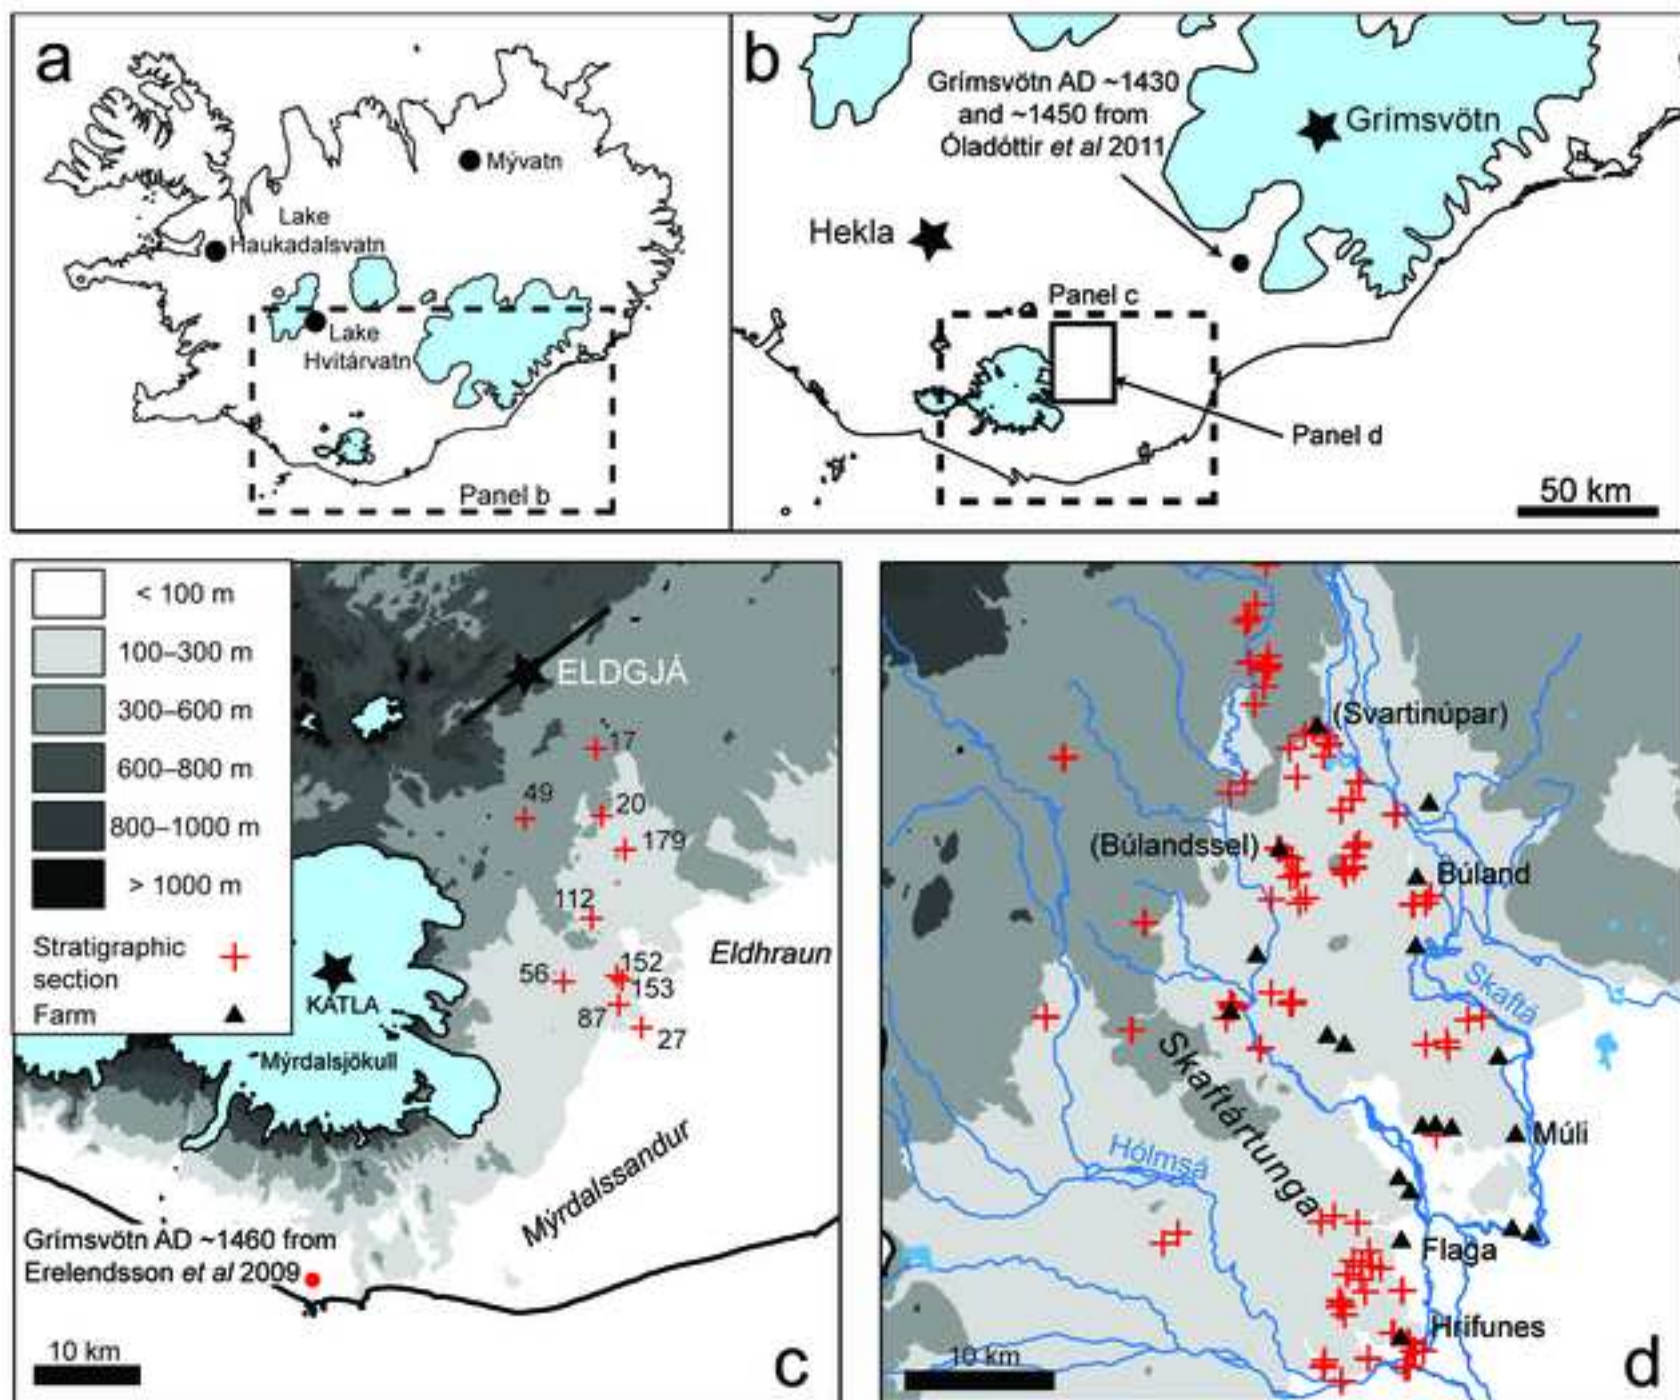 a
Mývatn
Lake
Haukadalsvatn
Lake
Hvitárvatn
Panel b
b
Grímsvötn AD ~1430
and ~1450 from
Óladóttir et al 2011
Grímsvötn
Hekla
Panel c
Panel d
50 km
< 100 m
100–300 m
300–600 m
600–800 m
800–1000 m
> 1000 m
Stratigraphic
section
Farm
ELDGJÁ
17
49
20
179
112
Eldhraun
56
152
153
87
27
KATLA
Mýrdalsjökull
Mýrdalssandur
Grímsvötn AD ~1460 from
Erelendsson et al 2009
10 km
c
(Svartinúpar)
(Búlandssel)
Búland
Skaftá
Skaftártunga
Múli
Hólmsá
Flaga
Hrífunes
10 km
d